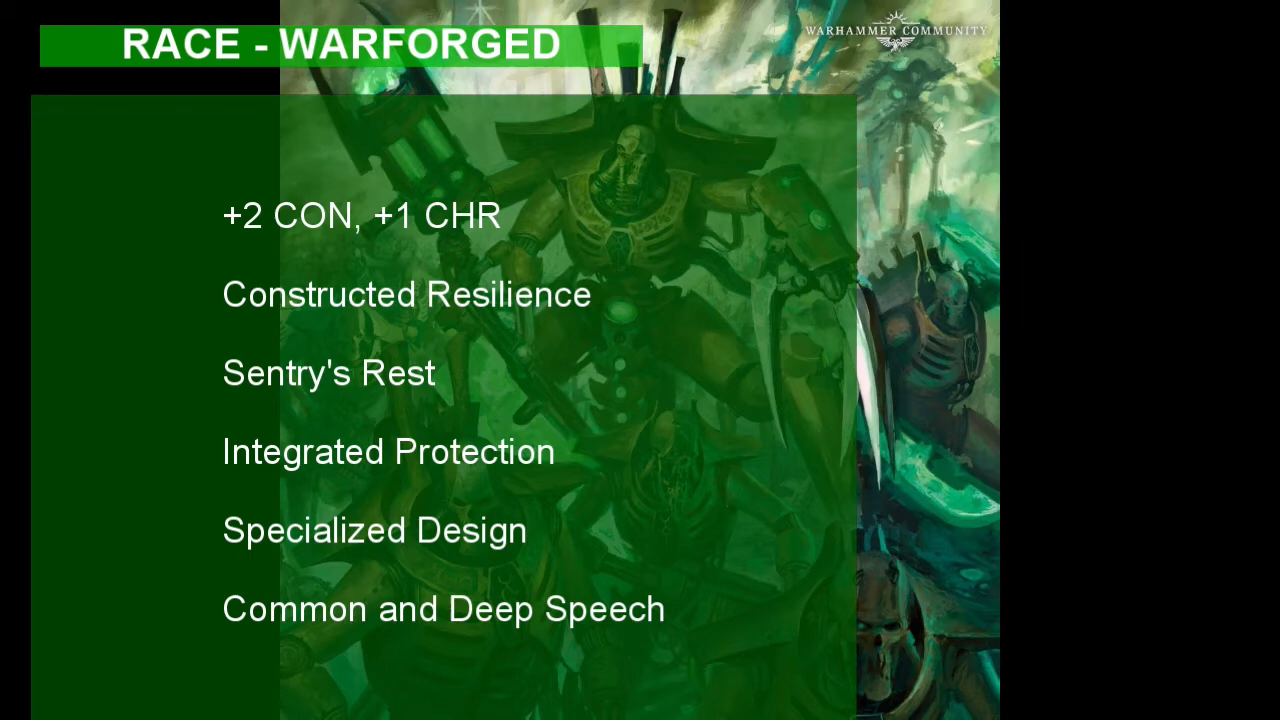 RACE - WARFORGED
WARHAMMER COMMUNITY
+2 CON, +1 CHR
Constructed Resilience
Sentry's Rest
Integrated Protection
Specialized Design
Common and Deep Speech